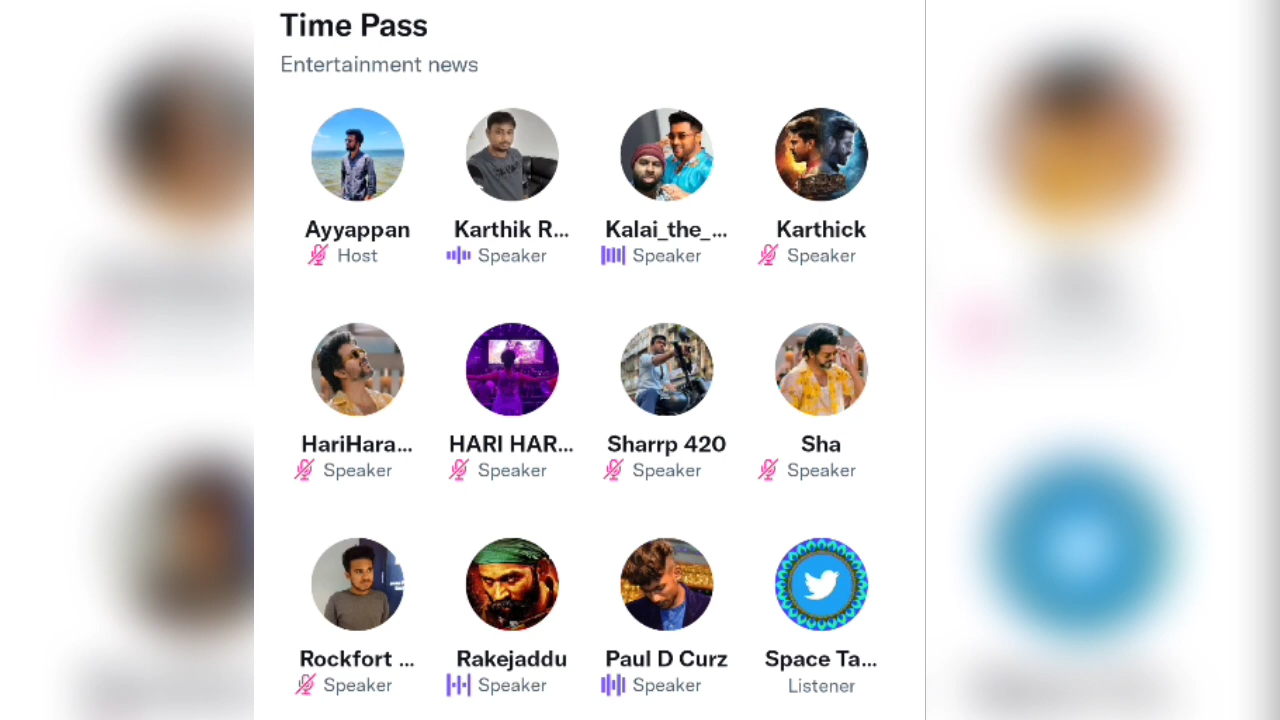 Time Pass
Entertainment news
Ayyappan Karthik R... Kalai_the_... Karthick
Host Speaker Speaker Speaker
HariHara... HARI HAR... Sharrp 420 Sha
Speaker Speaker Speaker Speaker
Rockfort ... Rakejaddu Paul D Curz Space Ta...
Speaker Speaker Speaker Listener